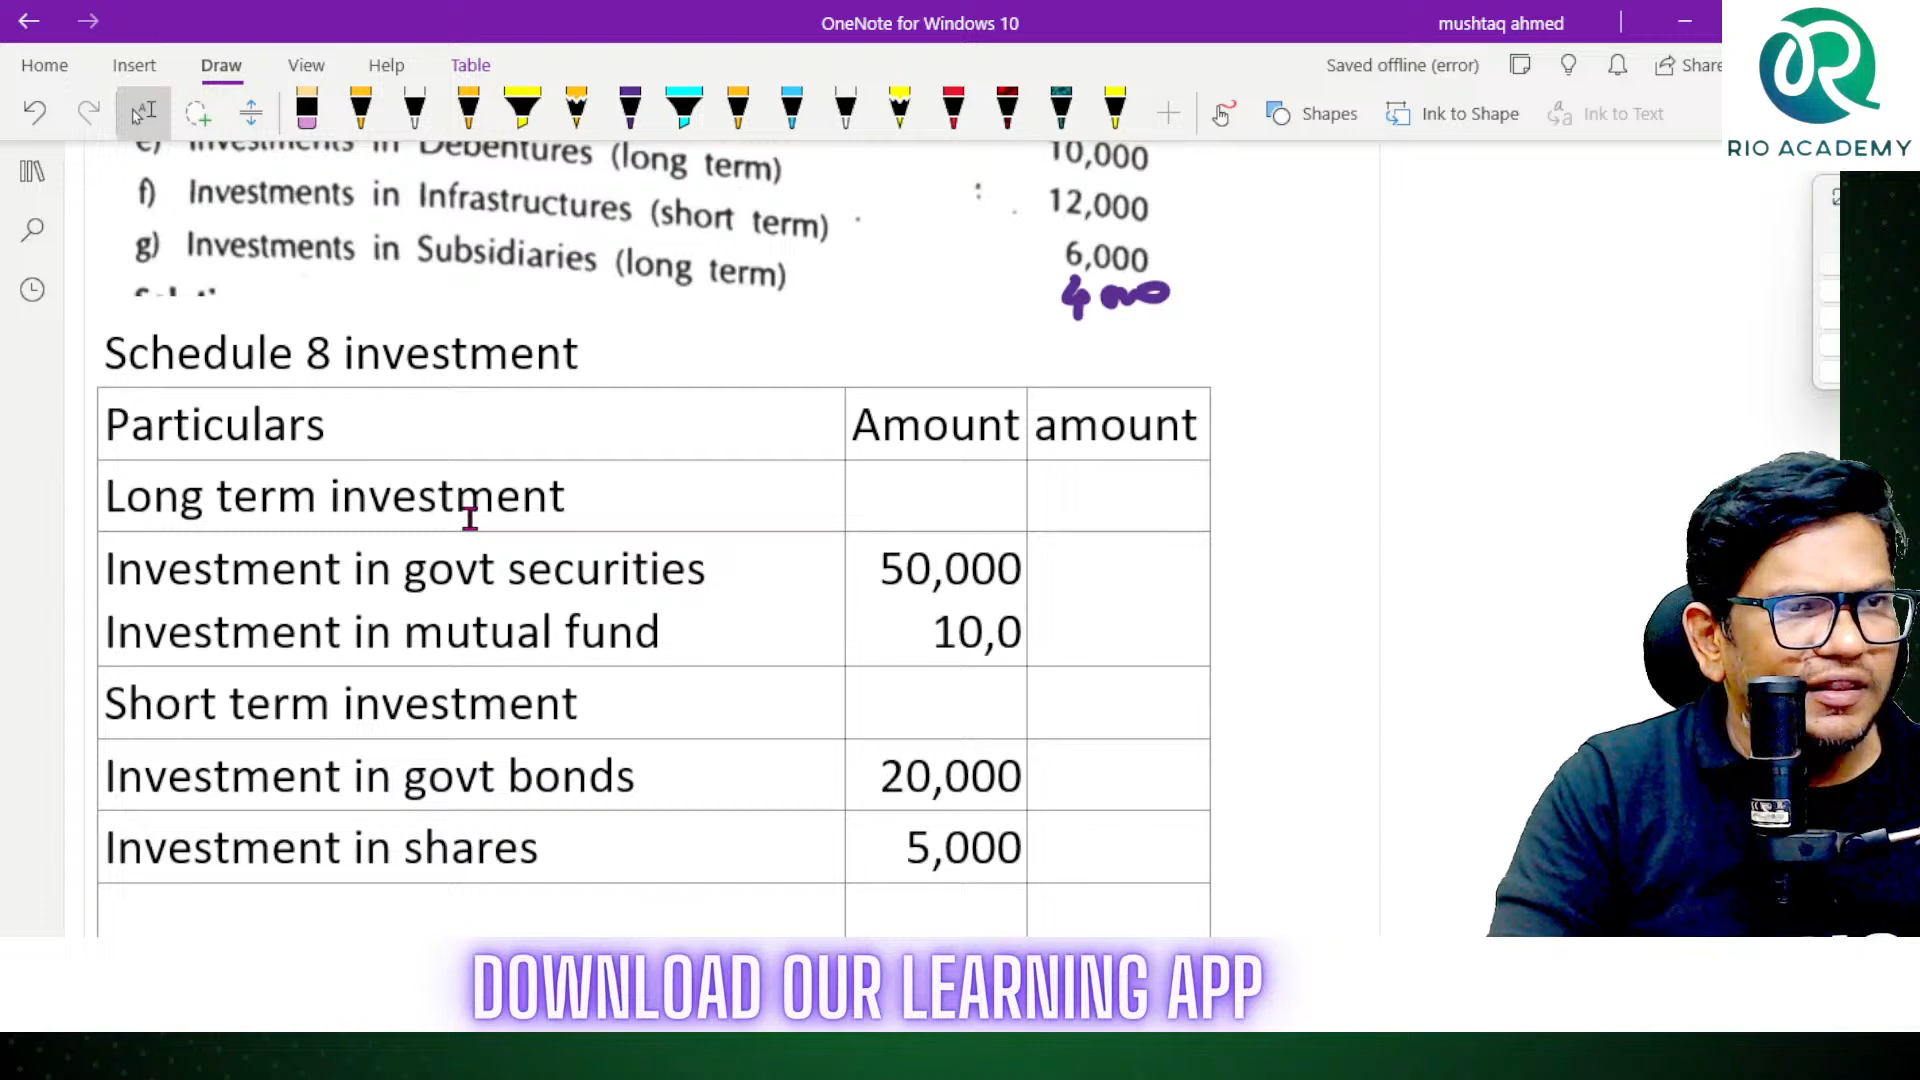 OneNote for Windows 10
mushtaq ahmed
Home Insert Draw View Help Table
Saved offline (error)
Share
Shapes
Ink to Shape
Ink to Text
RIO ACADEMY
e) Investments in Debentures (long term) 10,000
f) Investments in Infrastructures (short term) : 12,000
g) Investments in Subsidiaries (long term) 6,000
Schedule 8 investment
Particulars Amount amount
Long term investment
Investment in govt securities 50,000
Investment in mutual fund 10,0
Short term investment
Investment in govt bonds 20,000
Investment in shares 5,000
DOWNLOAD OUR LEARNING APP